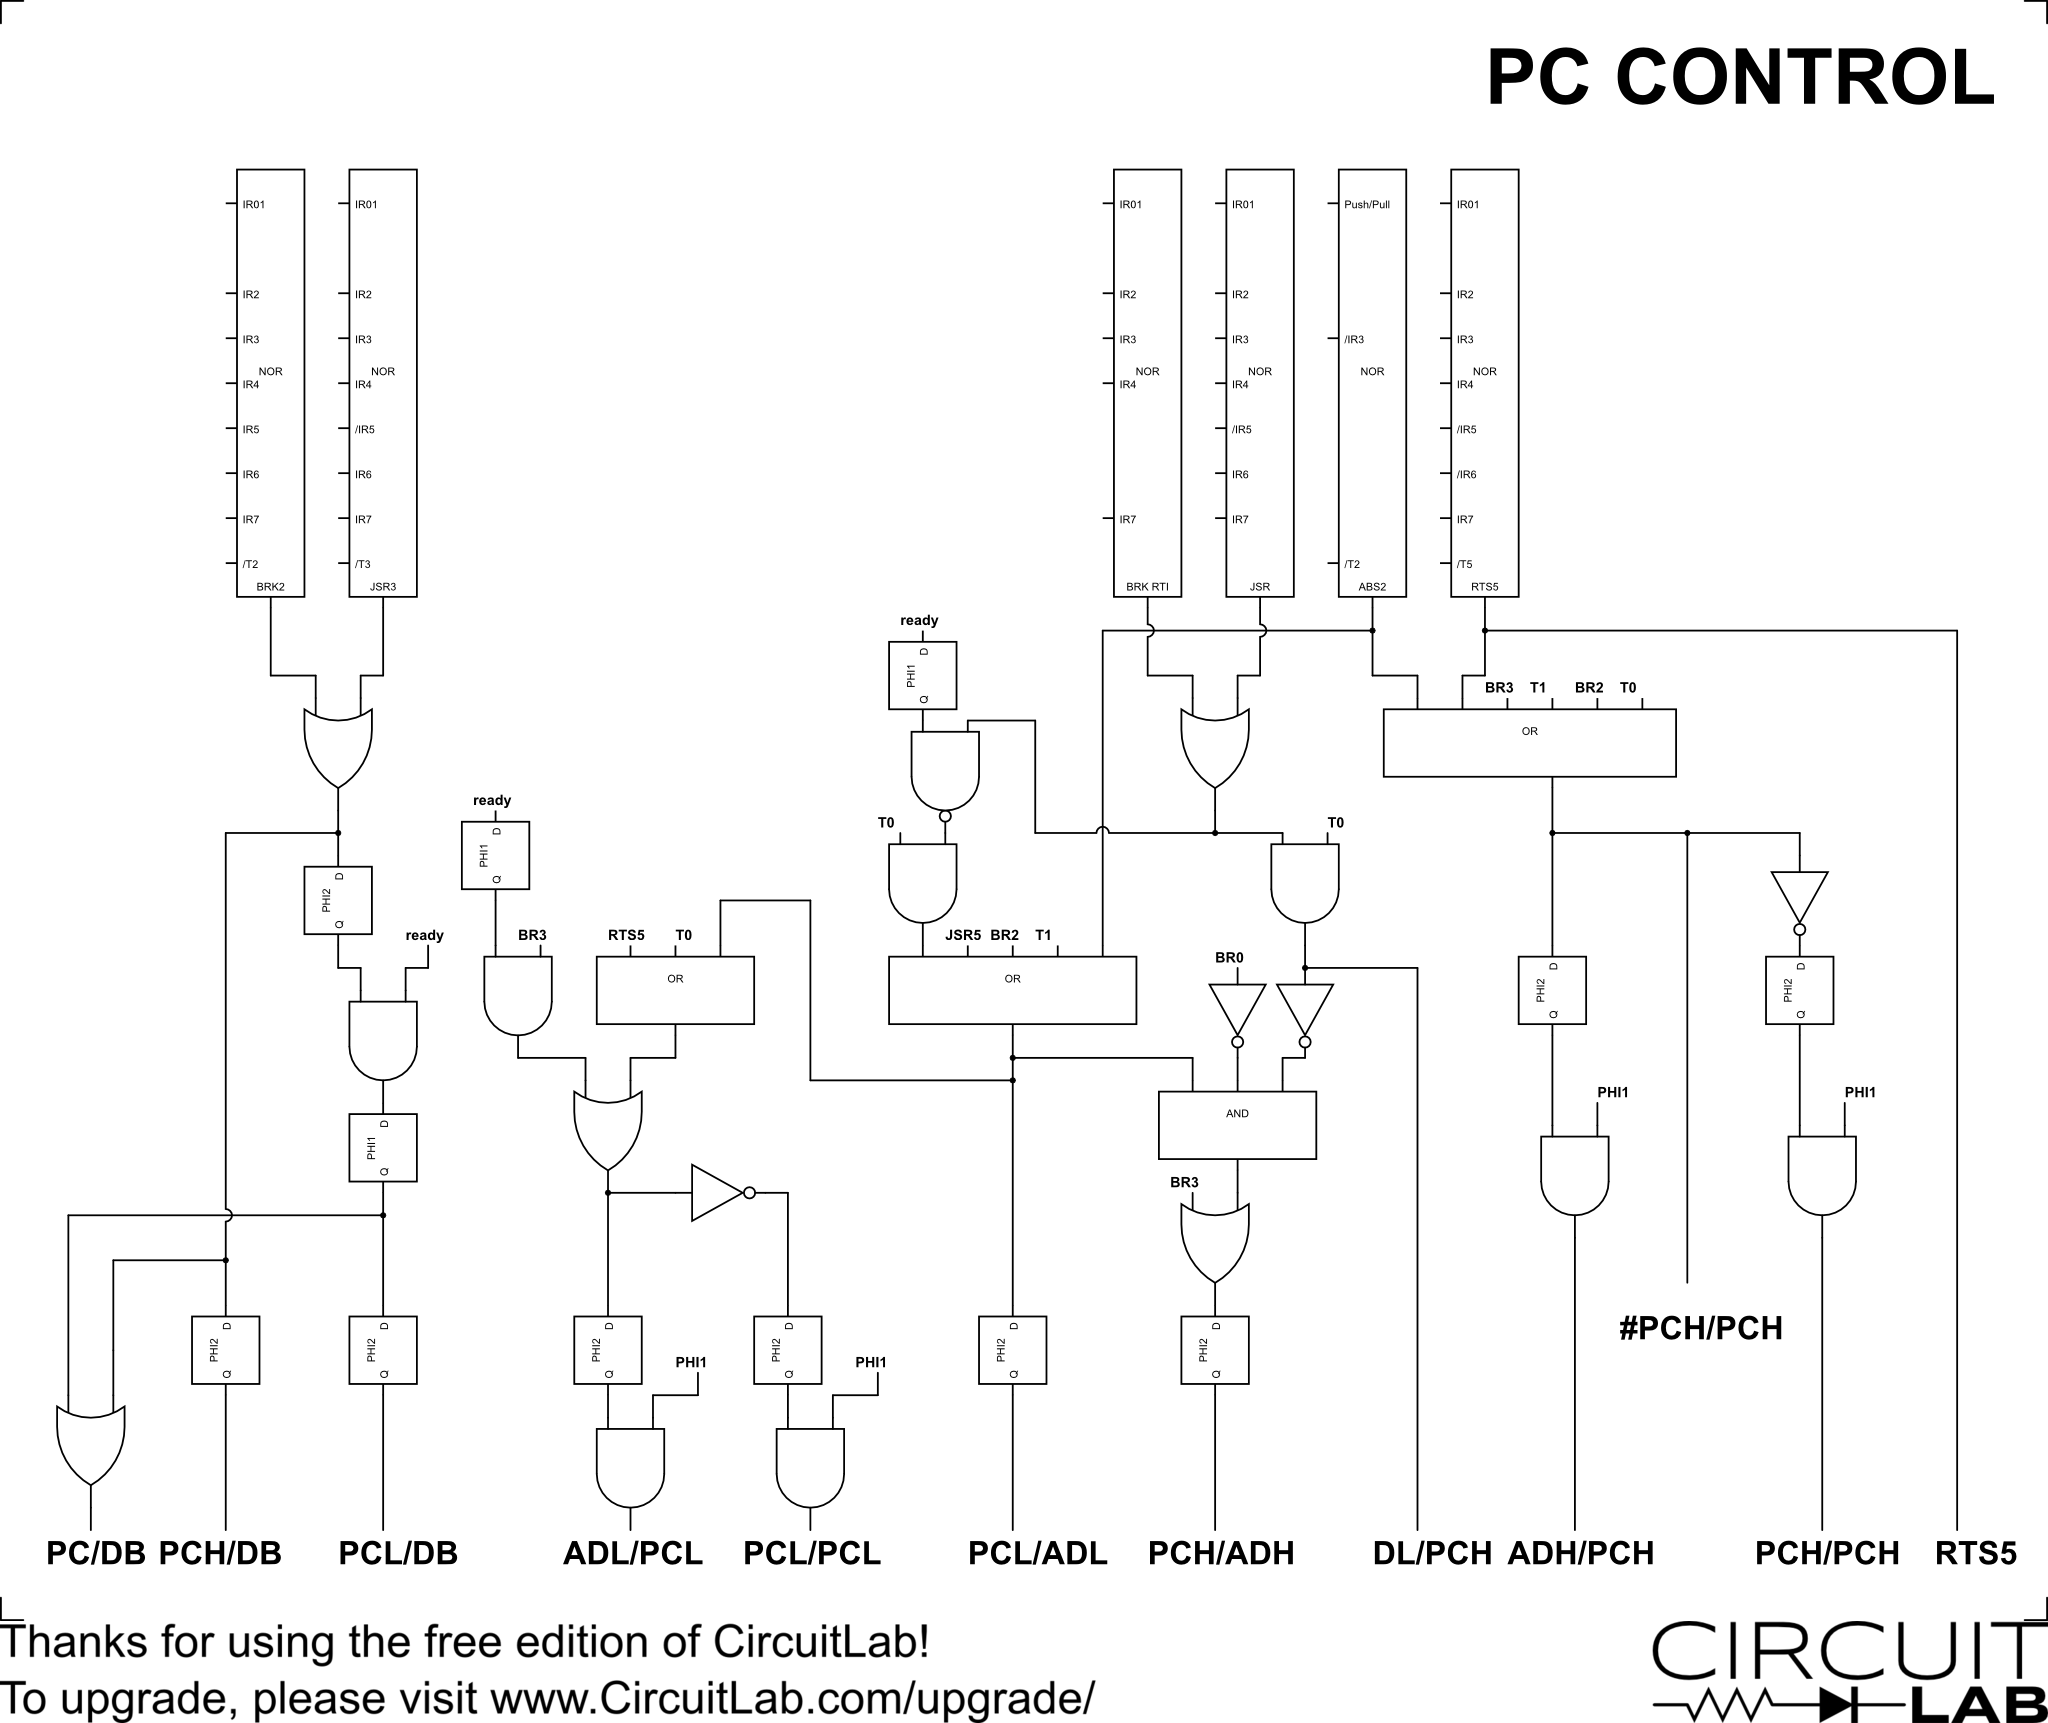 PC CONTROL
IR01 IR01 IR01 IR01 Push/Pull IR01
IR2 IR2 IR2 IR2 IR2
IR3 IR3 IR3 IR3 /IR3 IR3
NOR NOR NOR NOR NOR NOR
IR4 IR4 IR4 IR4 IR4
IR5 /IR5 /IR5 /IR5
IR6 IR6 IR6 /IR6
IR7 IR7 IR7 IR7 IR7
/T2 /T3 /T2 /T5
BRK2 JSR3 BRK RTI JSR ABS2 RTS5
ready
D
PHI1
Q
BR3 T1 BR2 T0
OR
ready
T0 T0
D
PHI1
Q
D
PHI2
Q
ready BR3 RTS5 T0 JSR5 BR2 T1
BR0
OR OR
D D
PHI2 PHI2
Q Q
PHI1 PHI1
AND
D
PHI1
Q
BR3
D D D D D D
PHI2 PHI2 PHI2 PHI2 PHI2 PHI2
Q Q Q Q Q Q
#PCH/PCH
PHI1 PHI1
PC/DB PCH/DB PCL/DB ADL/PCL PCL/PCL PCL/ADL PCH/ADH DL/PCH ADH/PCH PCH/PCH RTS5
Thanks for using the free edition of CircuitLab!
To upgrade, please visit www.CircuitLab.com/upgrade/
CIRCUIT
LAB